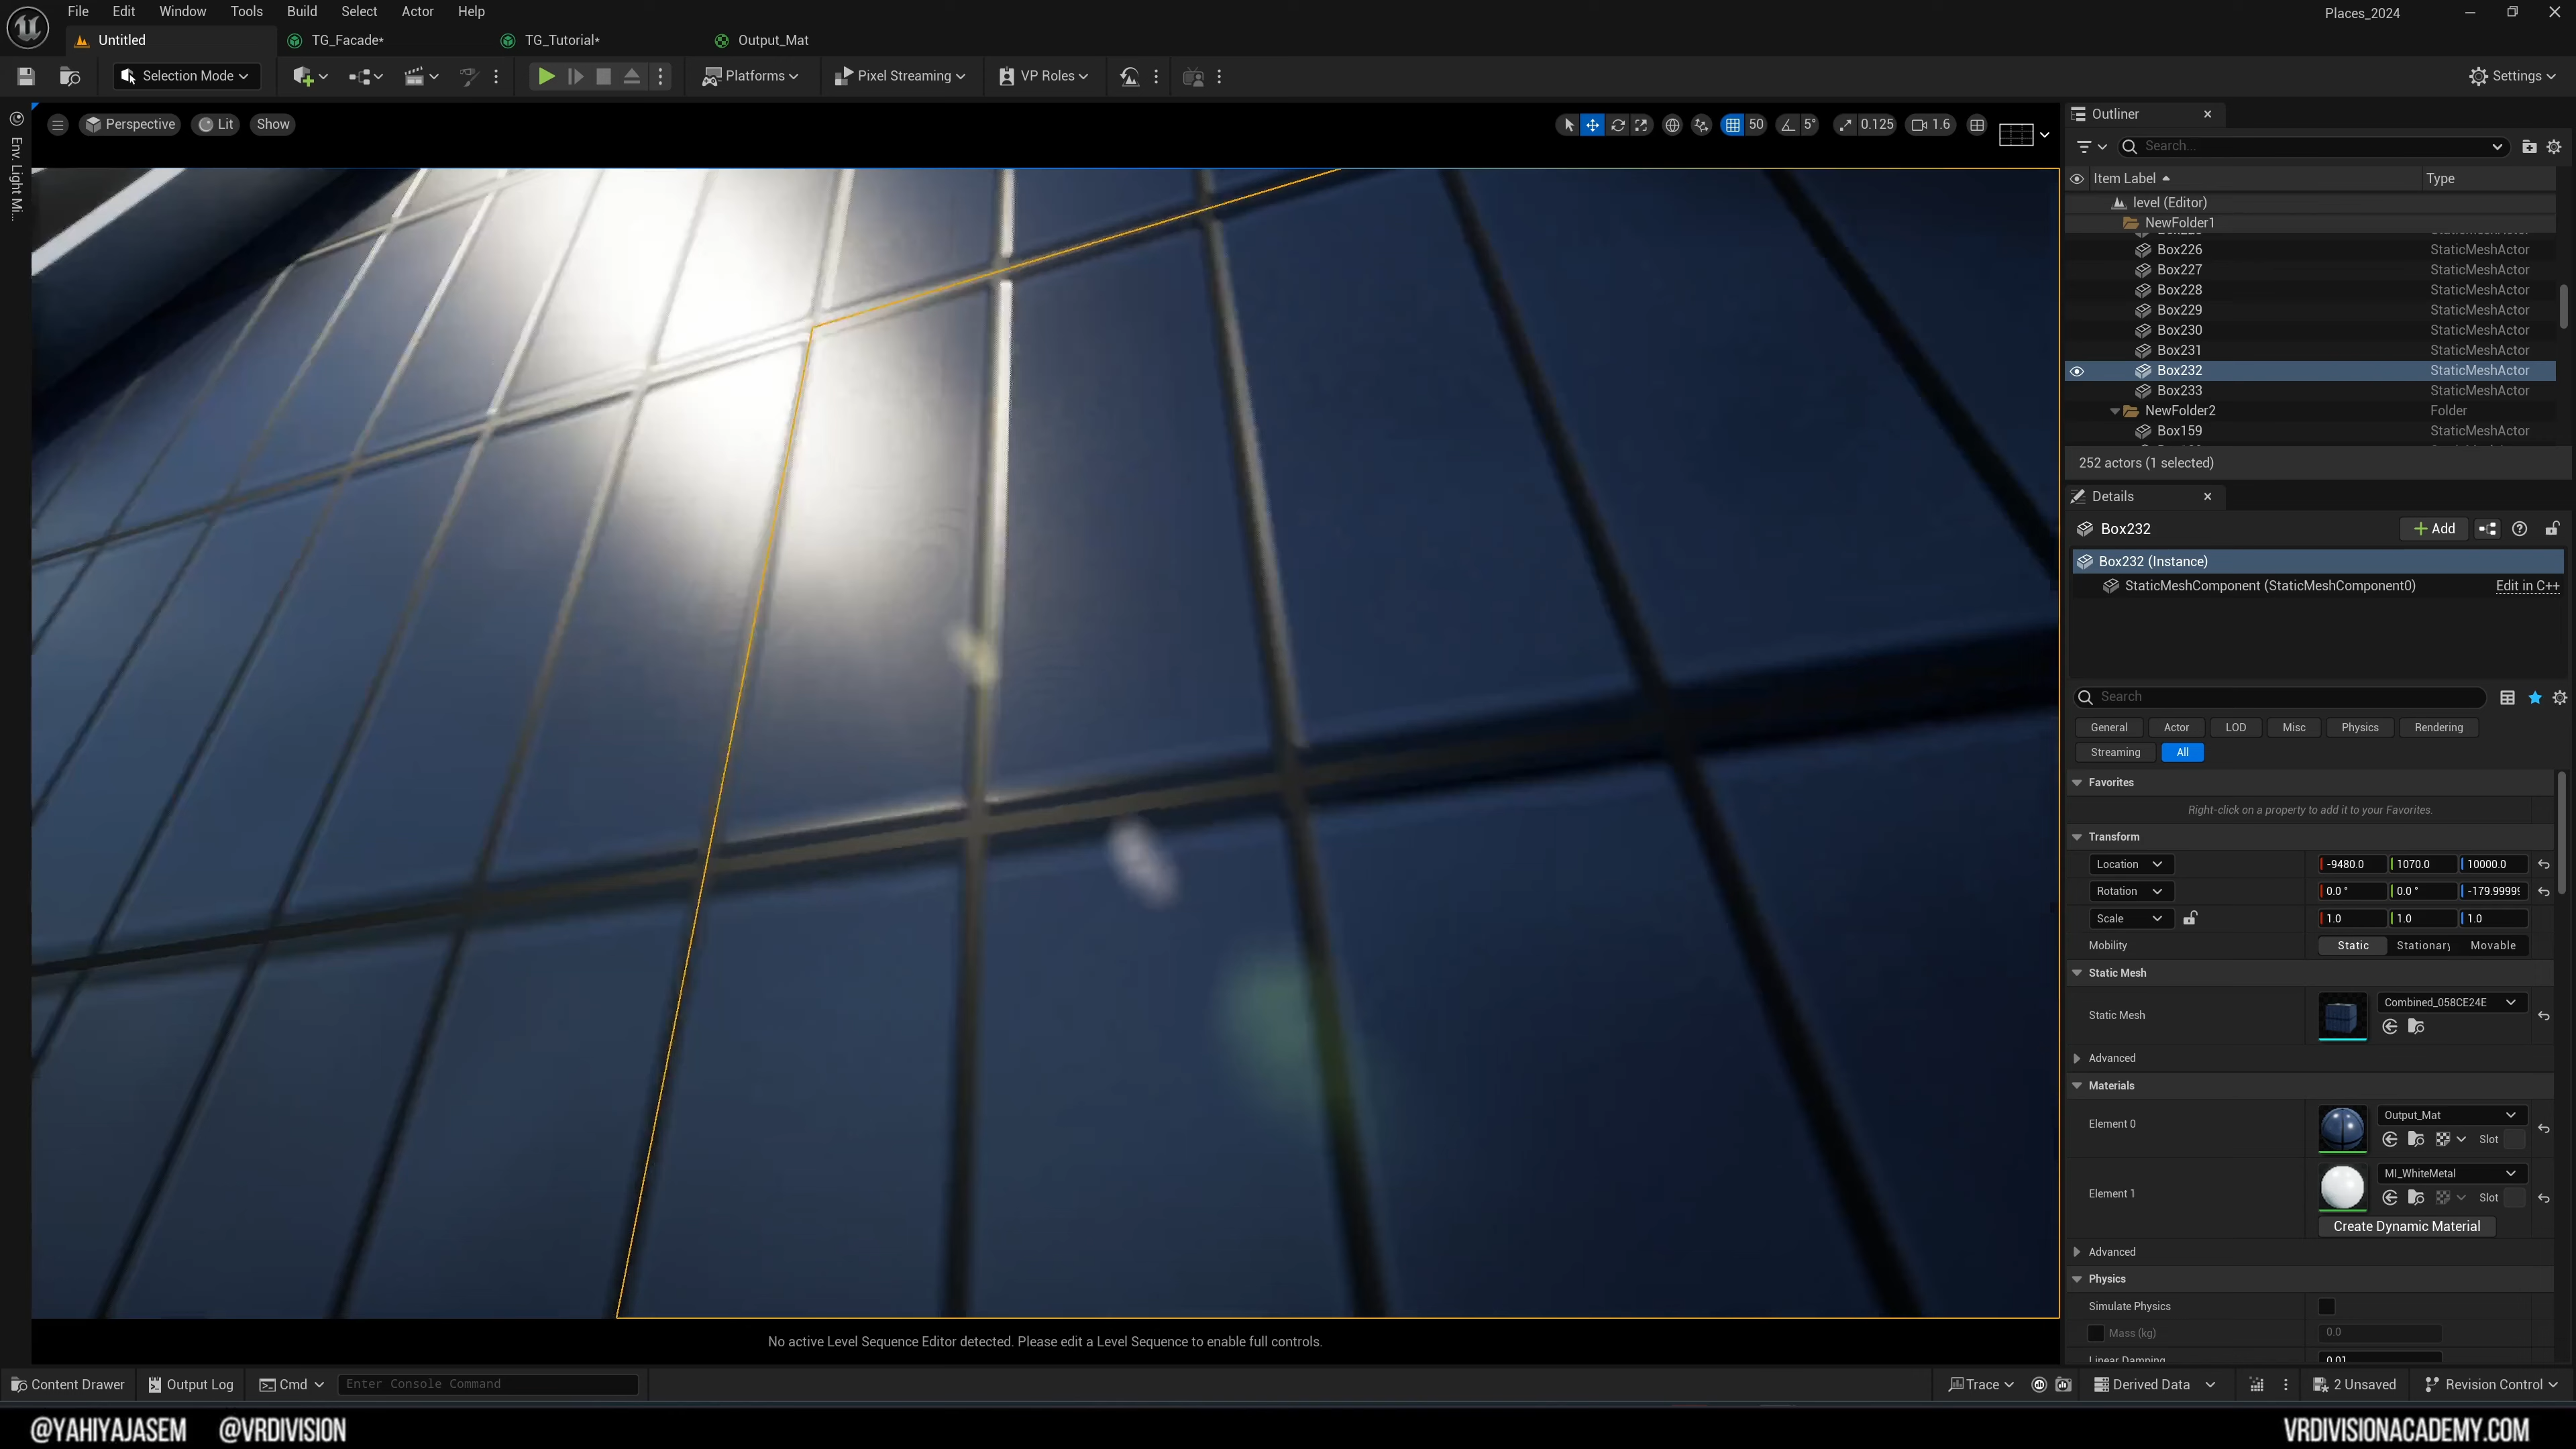 File Edit Window Tools Build Select Actor Help
Places_2024
Untitled TG_Facade* TG_Tutorial* Output_Mat
Selection Mode Platforms Pixel Streaming VP Roles Settings
Env. Light Mi...
Perspective Lit Show 50 5° 0.125 1.6
Outliner
Search...
Item Label Type
level (Editor)
NewFolder1
Box226 StaticMeshActor
Box227 StaticMeshActor
Box228 StaticMeshActor
Box229 StaticMeshActor
Box230 StaticMeshActor
Box231 StaticMeshActor
Box232 StaticMeshActor
Box233 StaticMeshActor
NewFolder2 Folder
Box159 StaticMeshActor
252 actors (1 selected)
Details
Box232 Add
Box232 (Instance)
StaticMeshComponent (StaticMeshComponent0) Edit in C++
Search
General Actor LOD Misc Physics Rendering
Streaming All
Favorites
Right-click on a property to add it to your Favorites.
Transform
Location -9480.0 1070.0 10000.0
Rotation 0.0 ° 0.0 ° -179.9999
Scale 1.0 1.0 1.0
Mobility Static Stationary Movable
Static Mesh
Static Mesh Combined_058CE24E
Advanced
Materials
Element 0 Output_Mat
Slot
Element 1 MI_WhiteMetal
Slot
Create Dynamic Material
Advanced
Physics
Simulate Physics
Mass (kg) 0.0
Linear Damping 0.01
No active Level Sequence Editor detected. Please edit a Level Sequence to enable full controls.
Content Drawer Output Log Cmd Enter Console Command Trace Derived Data 2 Unsaved Revision Control
@YAHIYAJASEM @VRDIVISION VRDIVISIONACADEMY.COM